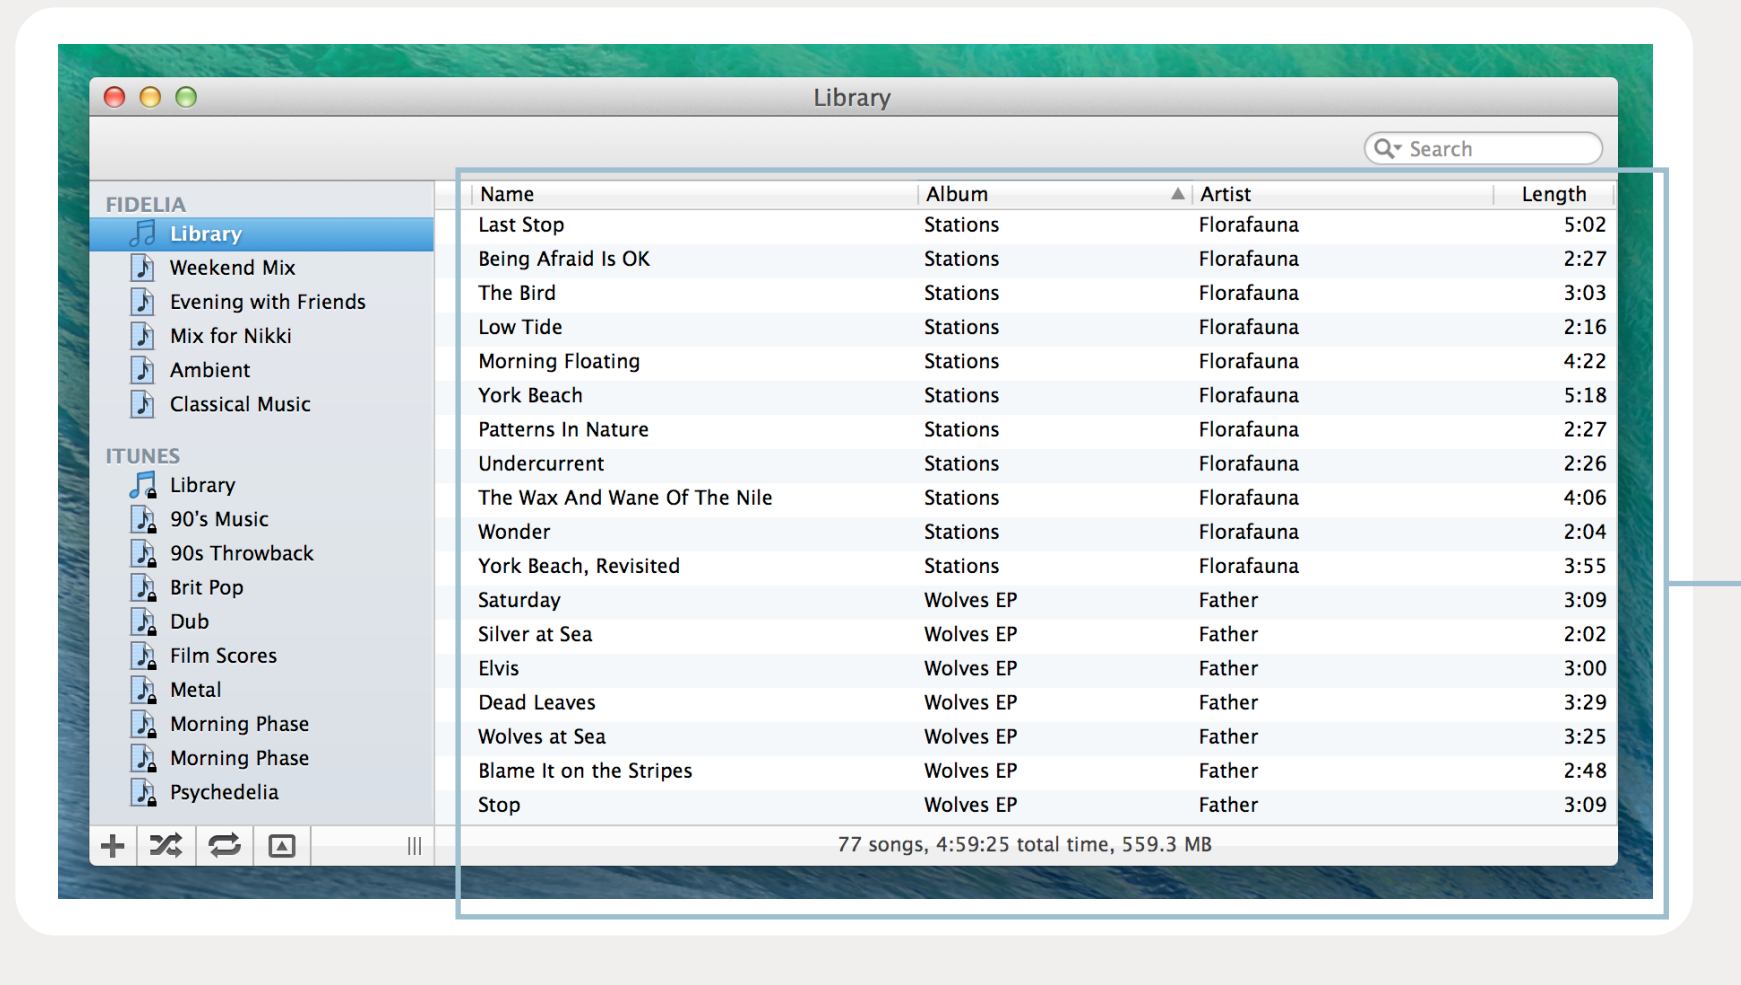 Library
Search
FIDELIA
Library
Weekend Mix
Evening with Friends
Mix for Nikki
Ambient
Classical Music
ITUNES
Library
90's Music
90s Throwback
Brit Pop
Dub
Film Scores
Metal
Morning Phase
Morning Phase
Psychedelia
Name Album Artist Length
Last Stop Stations Florafauna 5:02
Being Afraid Is OK Stations Florafauna 2:27
The Bird Stations Florafauna 3:03
Low Tide Stations Florafauna 2:16
Morning Floating Stations Florafauna 4:22
York Beach Stations Florafauna 5:18
Patterns In Nature Stations Florafauna 2:27
Undercurrent Stations Florafauna 2:26
The Wax And Wane Of The Nile Stations Florafauna 4:06
Wonder Stations Florafauna 2:04
York Beach, Revisited Stations Florafauna 3:55
Saturday Wolves EP Father 3:09
Silver at Sea Wolves EP Father 2:02
Elvis Wolves EP Father 3:00
Dead Leaves Wolves EP Father 3:29
Wolves at Sea Wolves EP Father 3:25
Blame It on the Stripes Wolves EP Father 2:48
Stop Wolves EP Father 3:09
77 songs, 4:59:25 total time, 559.3 MB